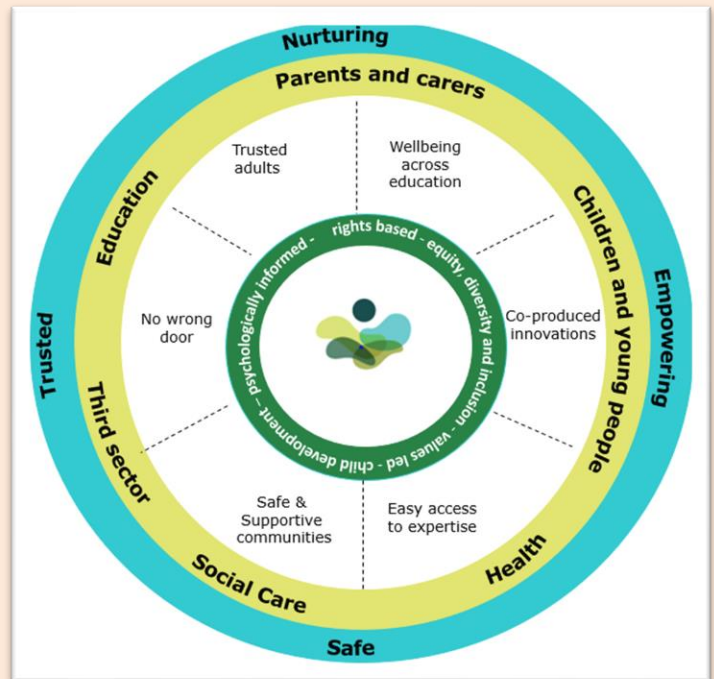 Nurturing
Parents and carers
Children and young people
Empowering
Health
Safe
Social Care
Third sector
Trusted
Education
Trusted
adults
Wellbeing
across
education
Co-produced
innovations
Easy access
to expertise
Safe &
Supportive
communities
No wrong
door
rights based - equity, diversity and inclusion - values led - child development – psychologically informed -